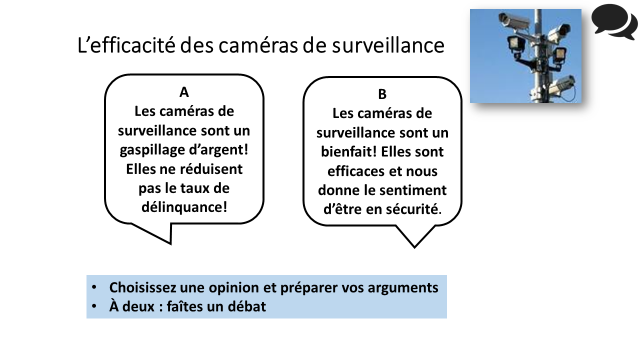 L'efficacité des caméras de surveillance
A
Les caméras de
surveillance sont un
gaspillage d'argent!
Elles ne réduisent
pas le taux de
délinquance!
B
Les caméras de
surveillance sont un
bienfait! Elles sont
efficaces et nous
donne le sentiment
d'être en sécurité.
• Choisissez une opinion et préparer vos arguments
• À deux : faîtes un débat